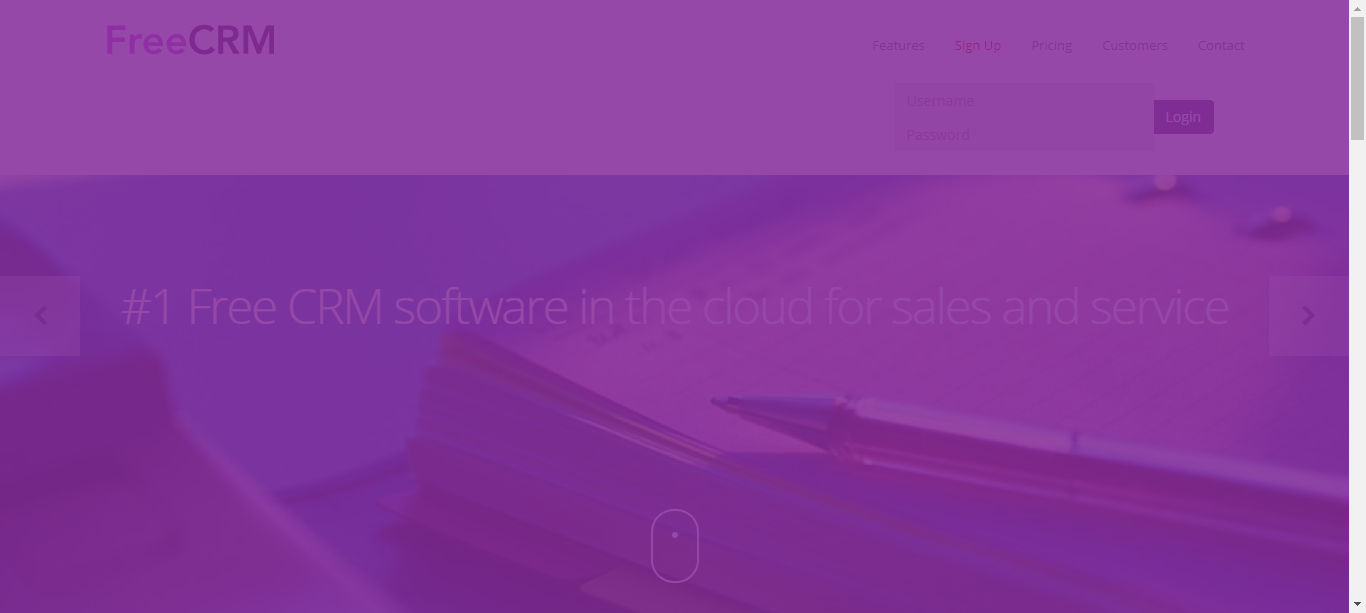 FreeCRM
Features Sign Up Pricing Customers Contact
Username
Password
Login
#1 Free CRM software in the cloud for sales and service